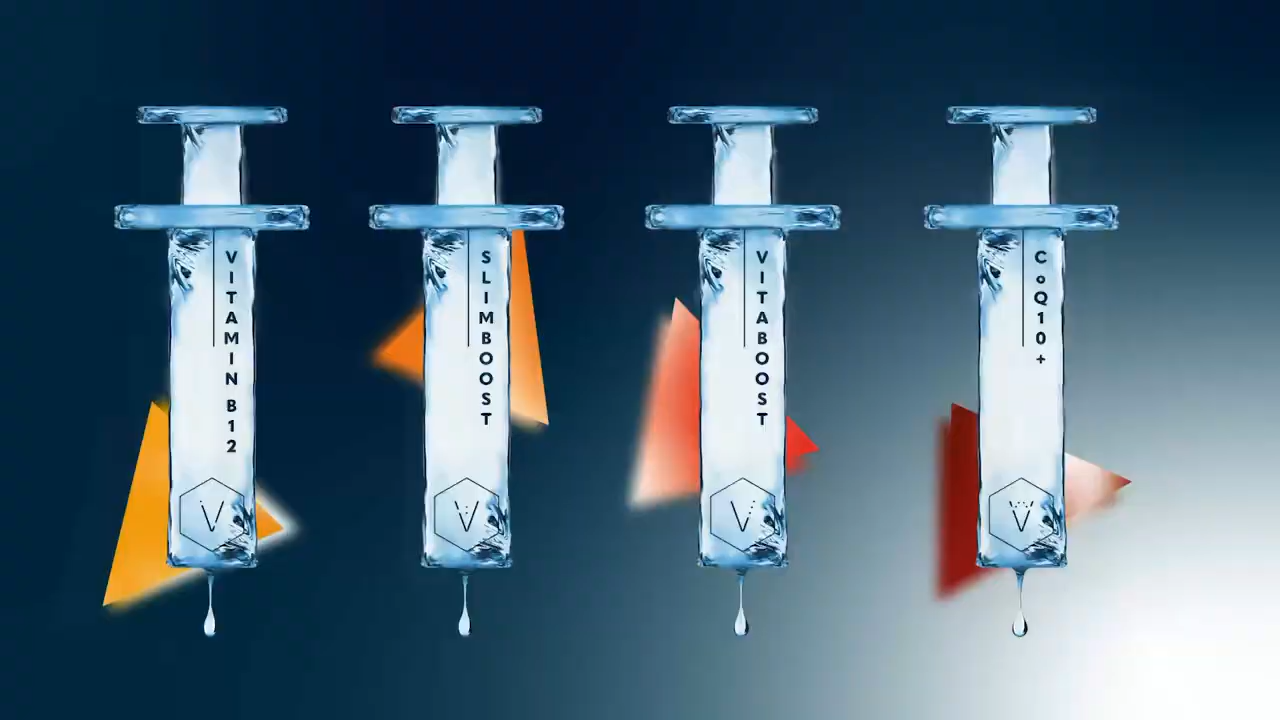 VITAMIN B12
SLIMBOOST
VITABOOST
CoQ10+
V
V
V
V